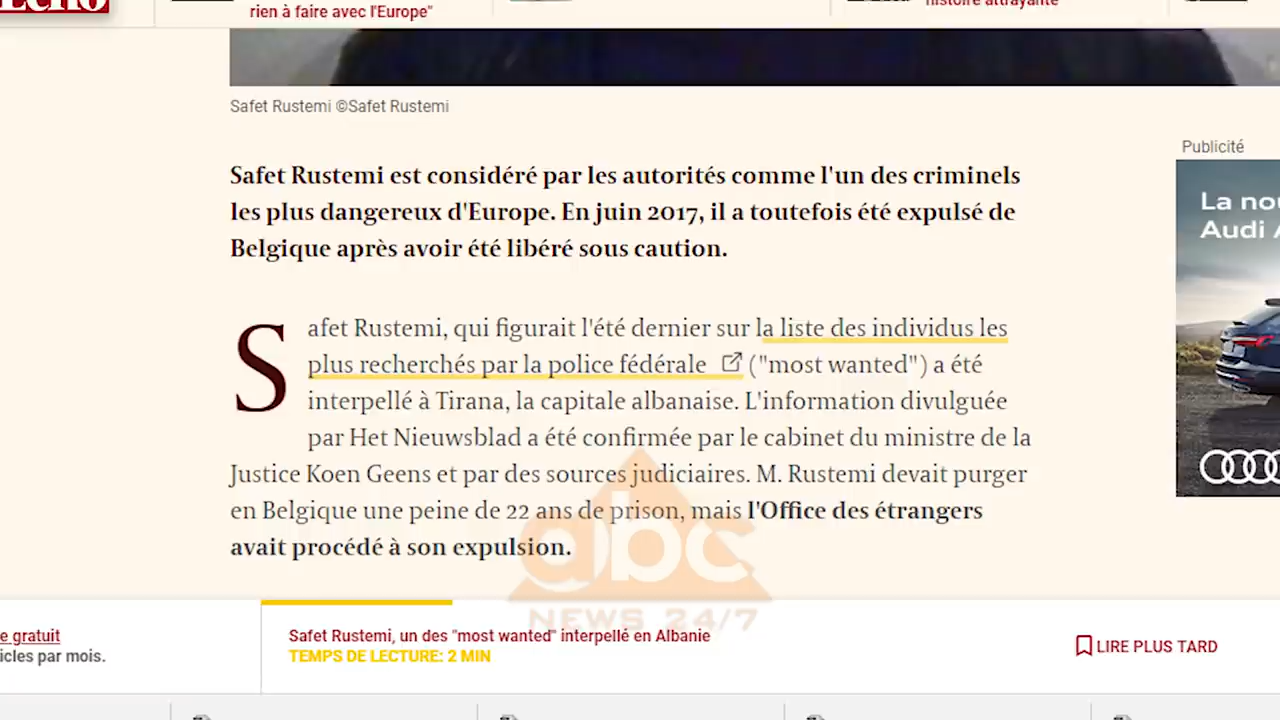 rien à faire avec l'Europe"
histoire attrayante
Safet Rustemi ©Safet Rustemi
Publicité
Safet Rustemi est considéré par les autorités comme l'un des criminels
les plus dangereux d'Europe. En juin 2017, il a toutefois été expulsé de
Belgique après avoir été libéré sous caution.
La nou
Audi A
Safet Rustemi, qui figurait l'été dernier sur la liste des individus les
plus recherchés par la police fédérale ("most wanted") a été
interpellé à Tirana, la capitale albanaise. L'information divulguée
par Het Nieuwsblad a été confirmée par le cabinet du ministre de la
Justice Koen Geens et par des sources judiciaires. M. Rustemi devait purger
en Belgique une peine de 22 ans de prison, mais l'Office des étrangers
avait procédé à son expulsion.
abc
NEWS 24/7
e gratuit
icles par mois.
Safet Rustemi, un des "most wanted" interpellé en Albanie
TEMPS DE LECTURE: 2 MIN
LIRE PLUS TARD